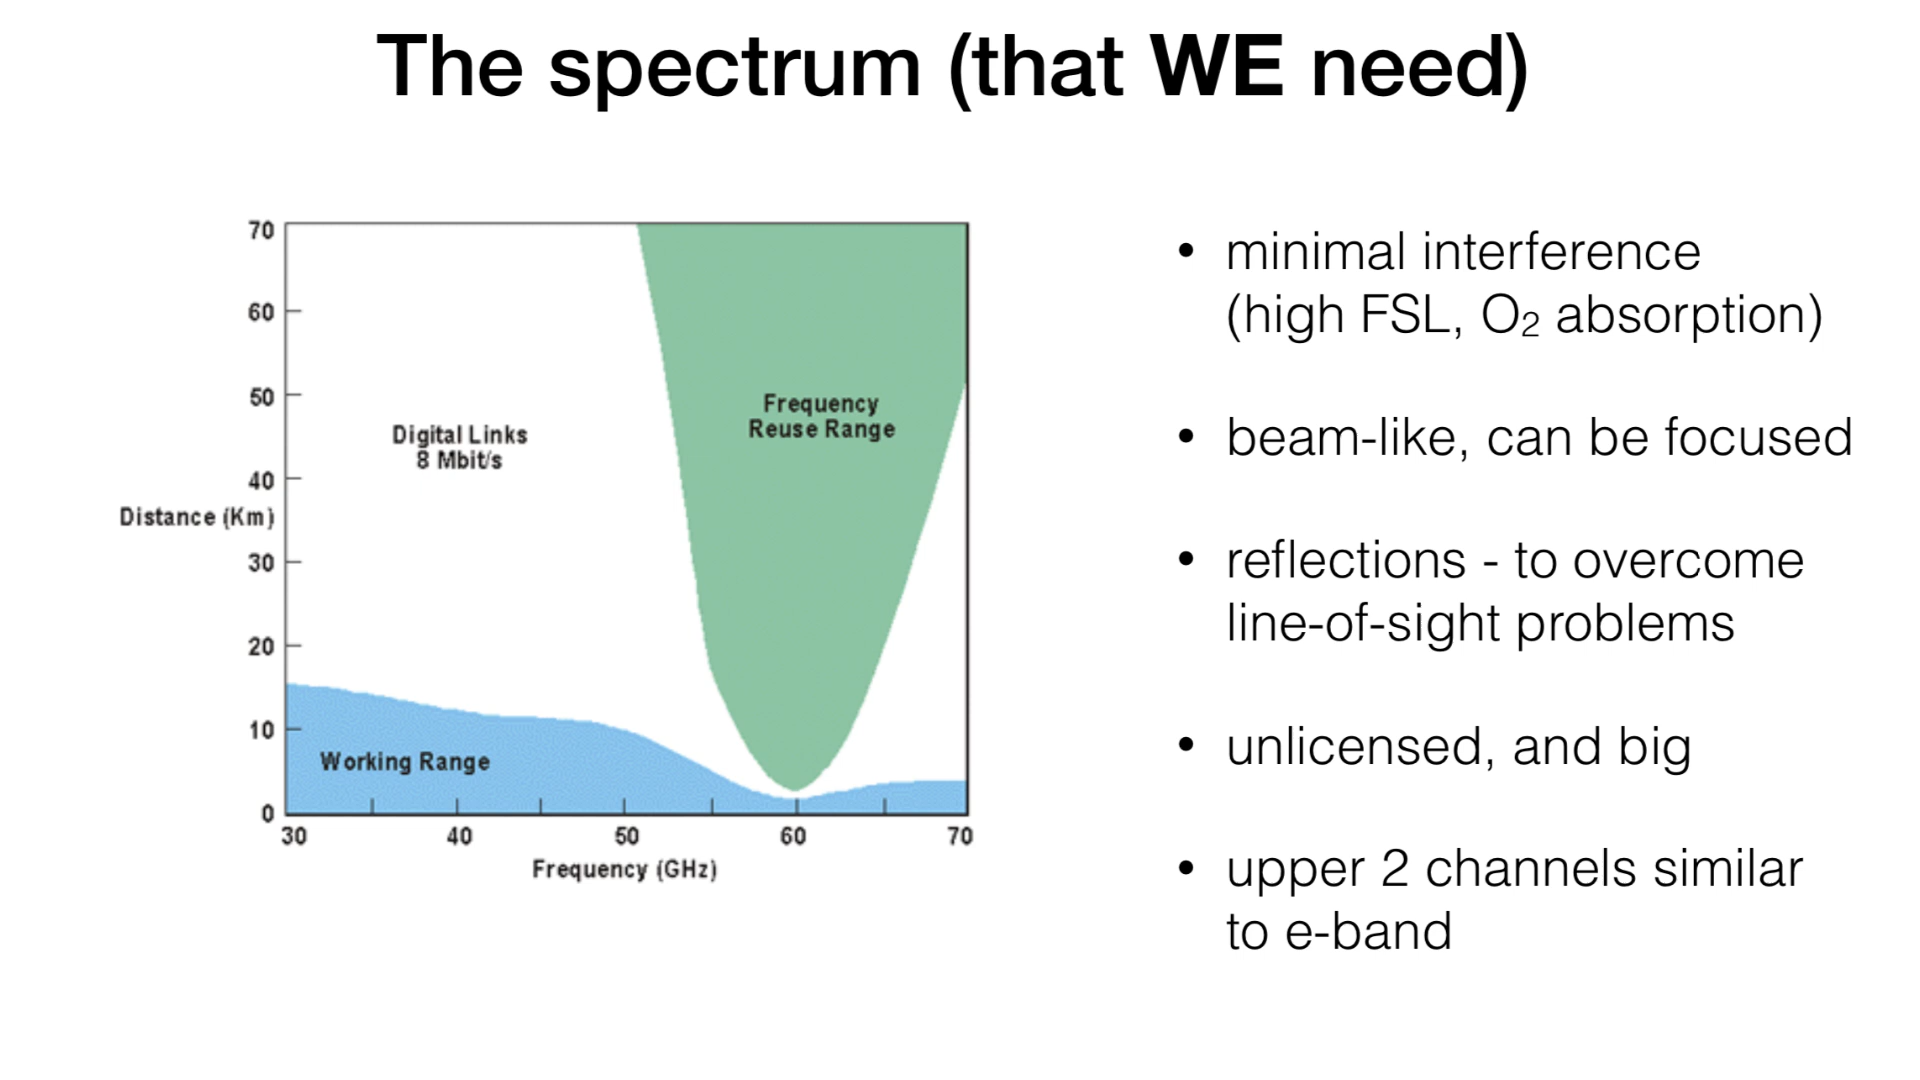 The spectrum (that WE need)
70
60
50
40
30
20
10
0
Distance (Km)
Digital Links
8 Mbit/s
Frequency
Reuse Range
Working Range
30 40 50 60 70
Frequency (GHz)
• minimal interference
(high FSL, O₂ absorption)
• beam-like, can be focused
• reflections - to overcome
line-of-sight problems
• unlicensed, and big
• upper 2 channels similar
to e-band